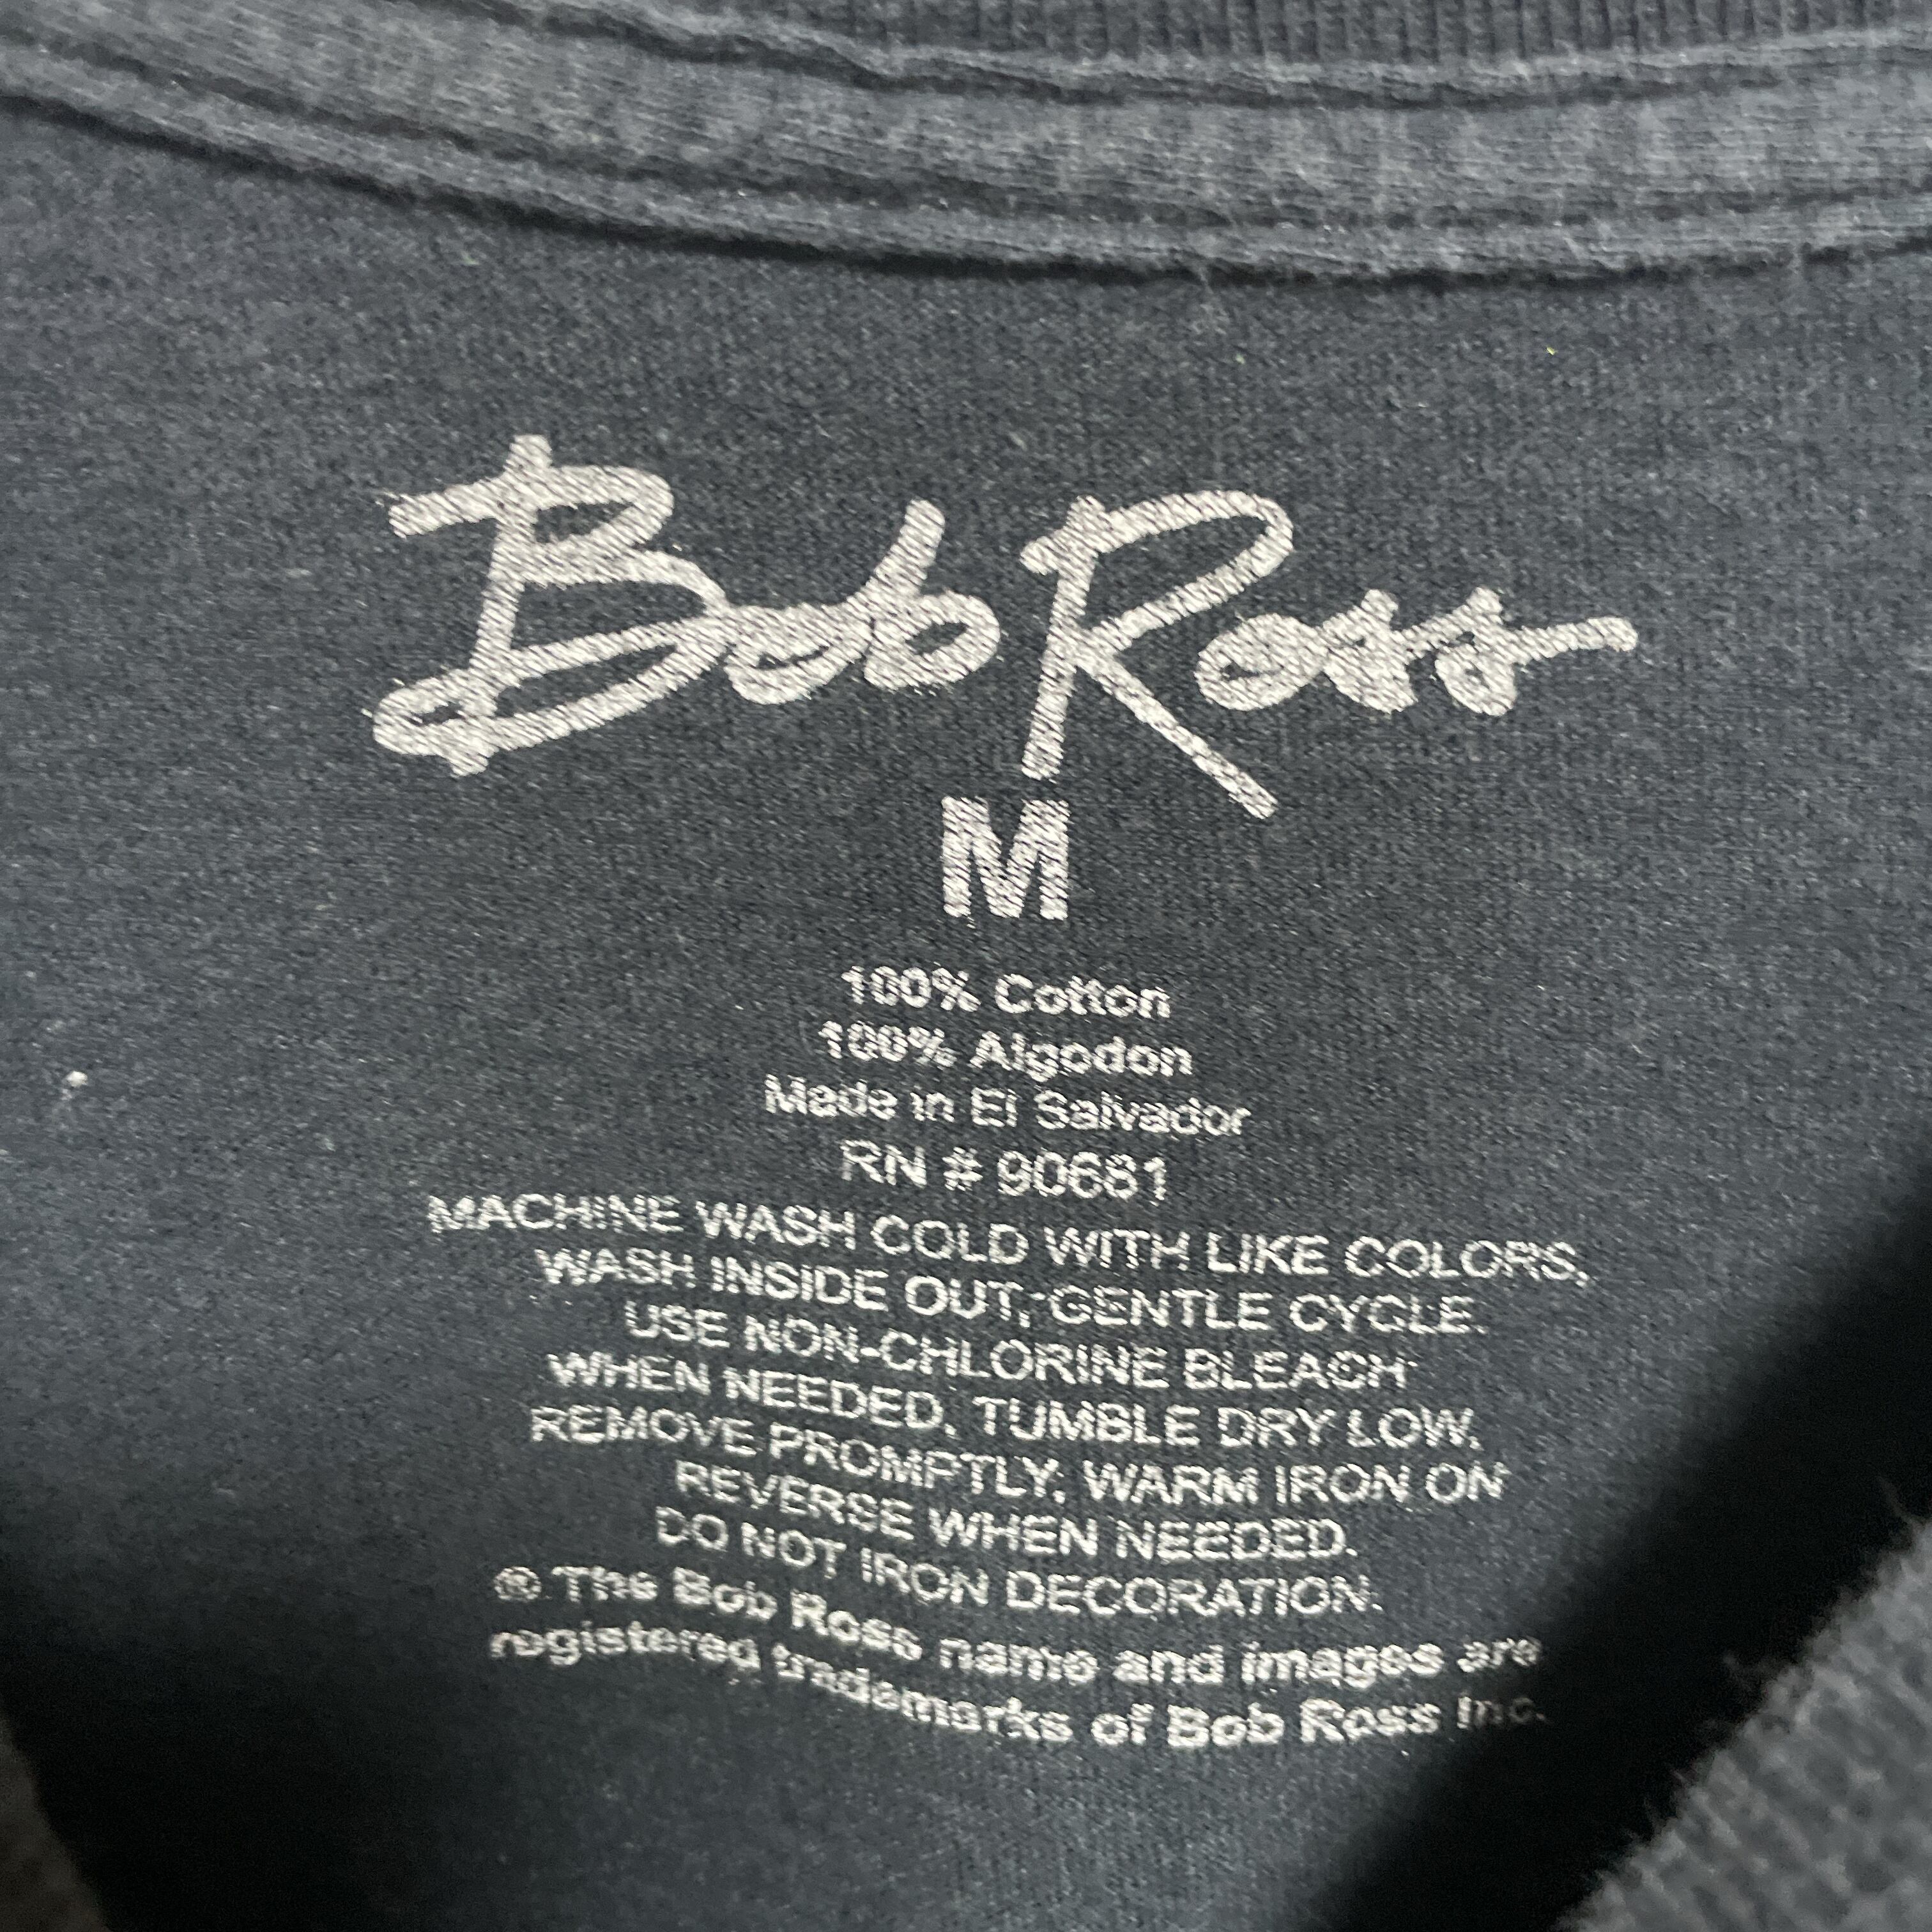 Bob Ross
M
100% Cotton
100% Algodon
Made in El Salvador
RN # 90681
MACHINE WASH COLD WITH LIKE COLORS,
WASH INSIDE OUT, GENTLE CYCLE.
USE NON-CHLORINE BLEACH
WHEN NEEDED, TUMBLE DRY LOW,
REMOVE PROMPTLY, WARM IRON ON
REVERSE WHEN NEEDED.
DO NOT IRON DECORATION.
® The Bob Ross name and images are
registered trademarks of Bob Ross Inc.